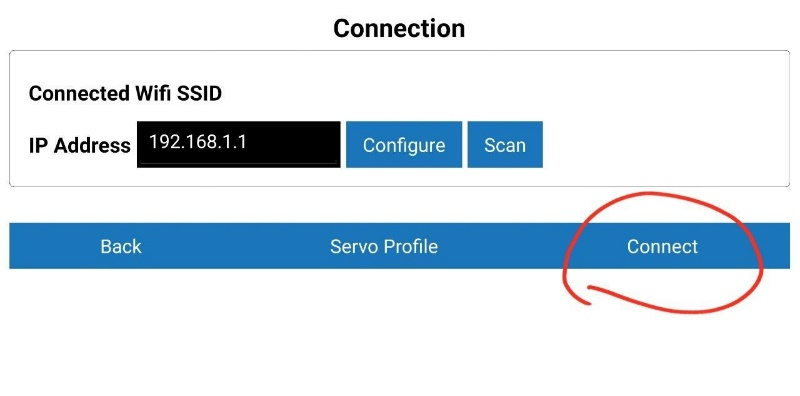 Connection
Connected Wifi SSID
IP Address 192.168.1.1 Configure Scan
Back Servo Profile Connect